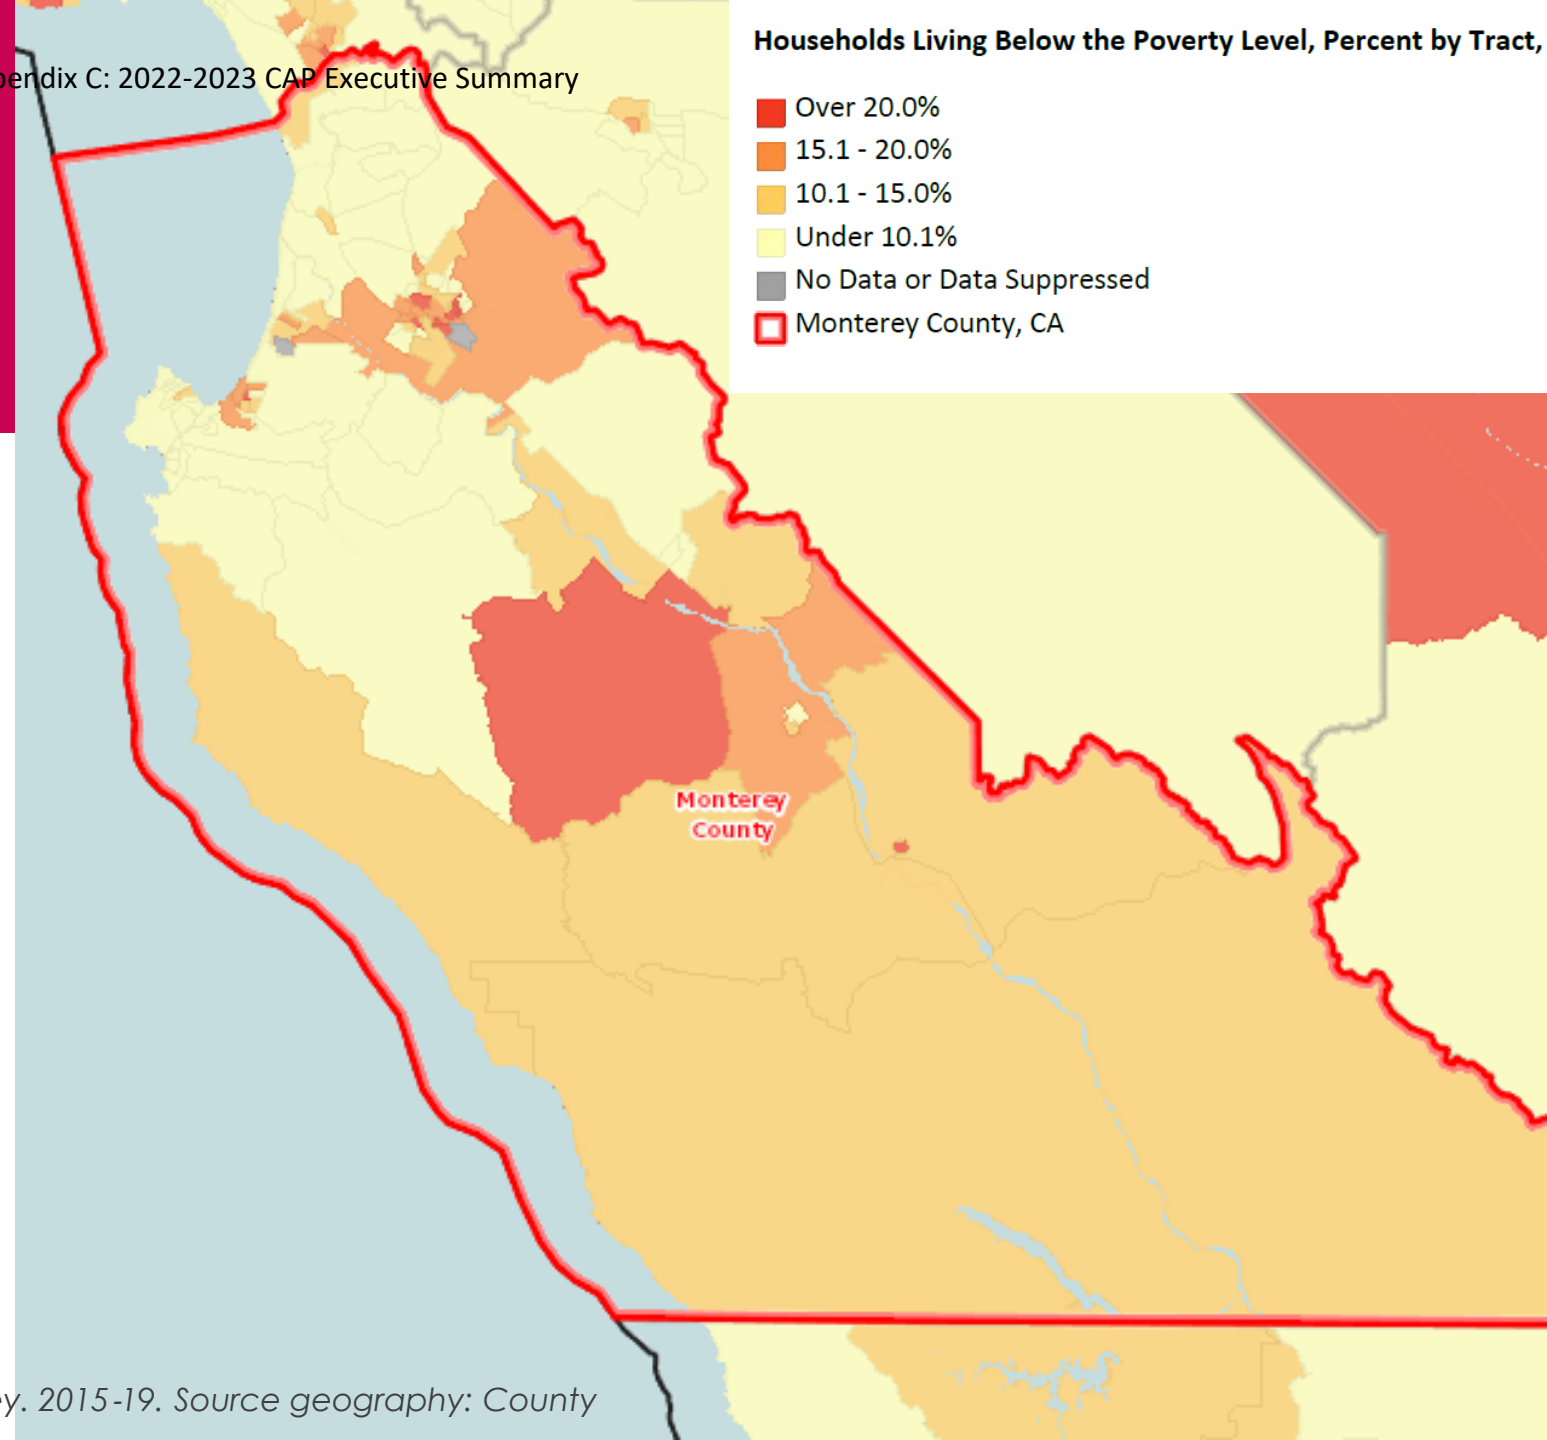 Appendix C: 2022-2023 CAP Executive Summary
Households Living Below the Poverty Level, Percent by Tract,
Over 20.0%
15.1 - 20.0%
10.1 - 15.0%
Under 10.1%
No Data or Data Suppressed
Monterey County, CA
Monterey
County
2015-19. Source geography: County